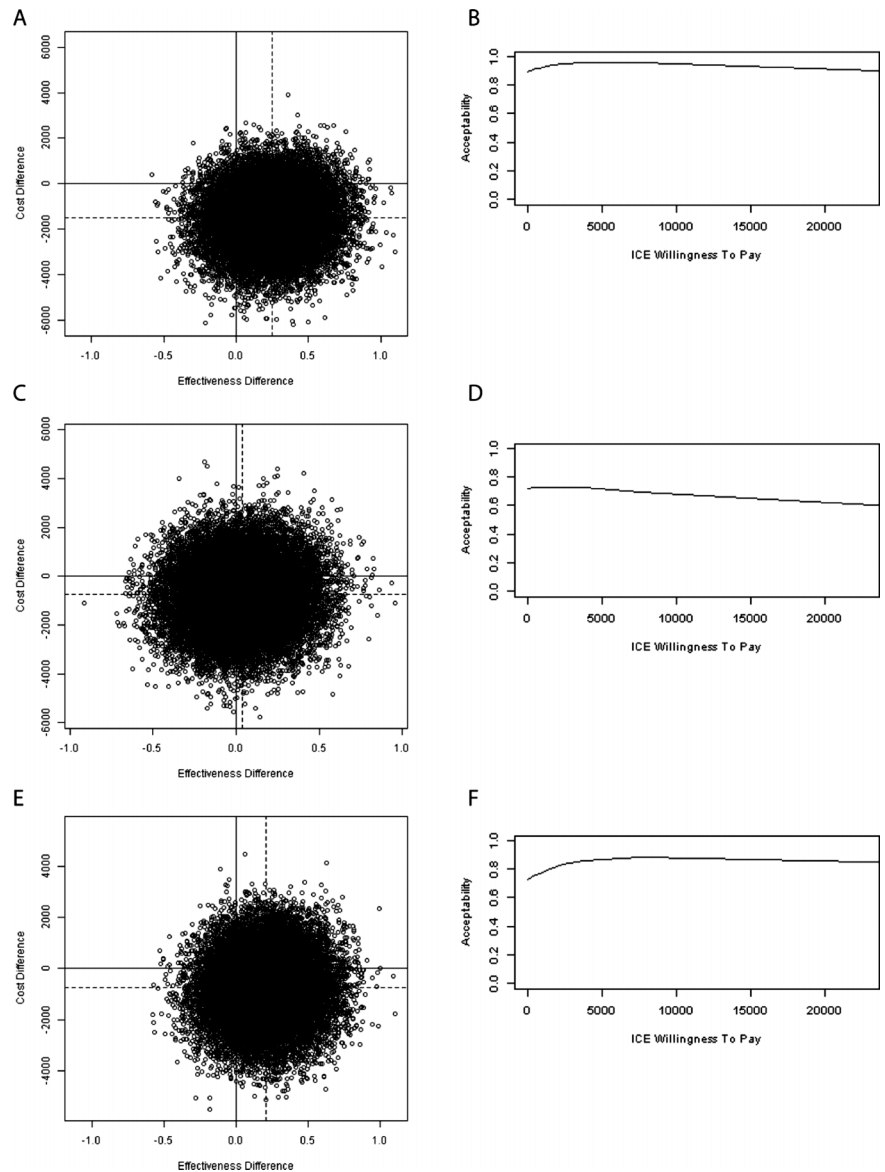 A
6000
4000
2000
0
-2000
-4000
-6000
Cost Difference
-1.0 -0.5 0.0 0.5 1.0
Effectiveness Difference
B
1.0
0.8
0.6
0.4
0.2
0.0
Acceptability
0 5000 10000 15000 20000
ICE Willingness To Pay
C
6000
4000
2000
0
-2000
-4000
-6000
Cost Difference
-1.0 -0.5 0.0 0.5 1.0
Effectiveness Difference
D
1.0
0.8
0.6
0.4
0.2
0.0
Acceptability
0 5000 10000 15000 20000
ICE Willingness To Pay
E
4000
2000
0
-2000
-4000
Cost Difference
-1.0 -0.5 0.0 0.5 1.0
Effectiveness Difference
F
1.0
0.8
0.6
0.4
0.2
0.0
Acceptability
0 5000 10000 15000 20000
ICE Willingness To Pay